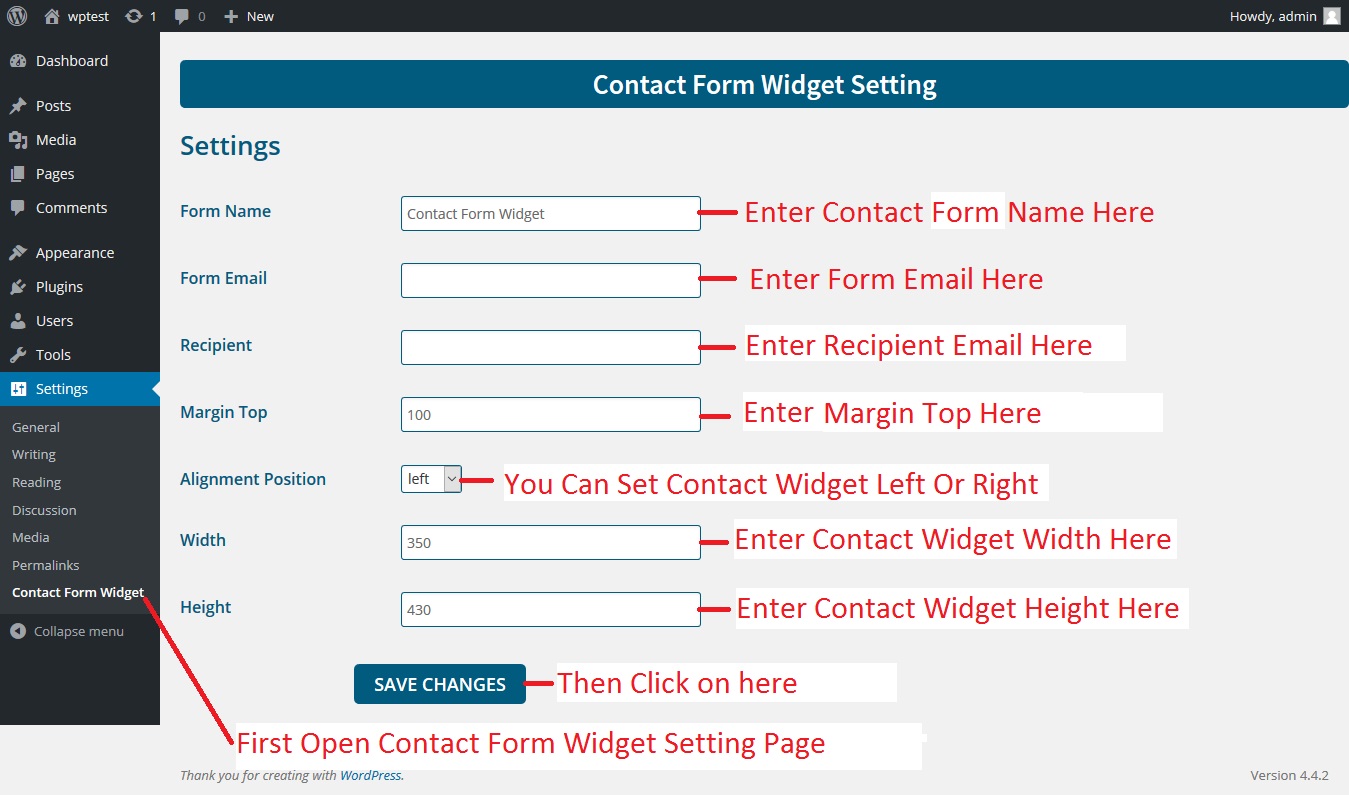 wptest 1 0 New Howdy, admin
Dashboard
Posts
Media
Pages
Comments
Appearance
Plugins
Users
Tools
Settings
General
Writing
Reading
Discussion
Media
Permalinks
Contact Form Widget
Collapse menu
Contact Form Widget Setting
Settings
Form Name Contact Form Widget Enter Contact Form Name Here
Form Email Enter Form Email Here
Recipient Enter Recipient Email Here
Margin Top 100 Enter Margin Top Here
Alignment Position left You Can Set Contact Widget Left Or Right
Width 350 Enter Contact Widget Width Here
Height 430 Enter Contact Widget Height Here
SAVE CHANGES Then Click on here
First Open Contact Form Widget Setting Page
Thank you for creating with WordPress. Version 4.4.2